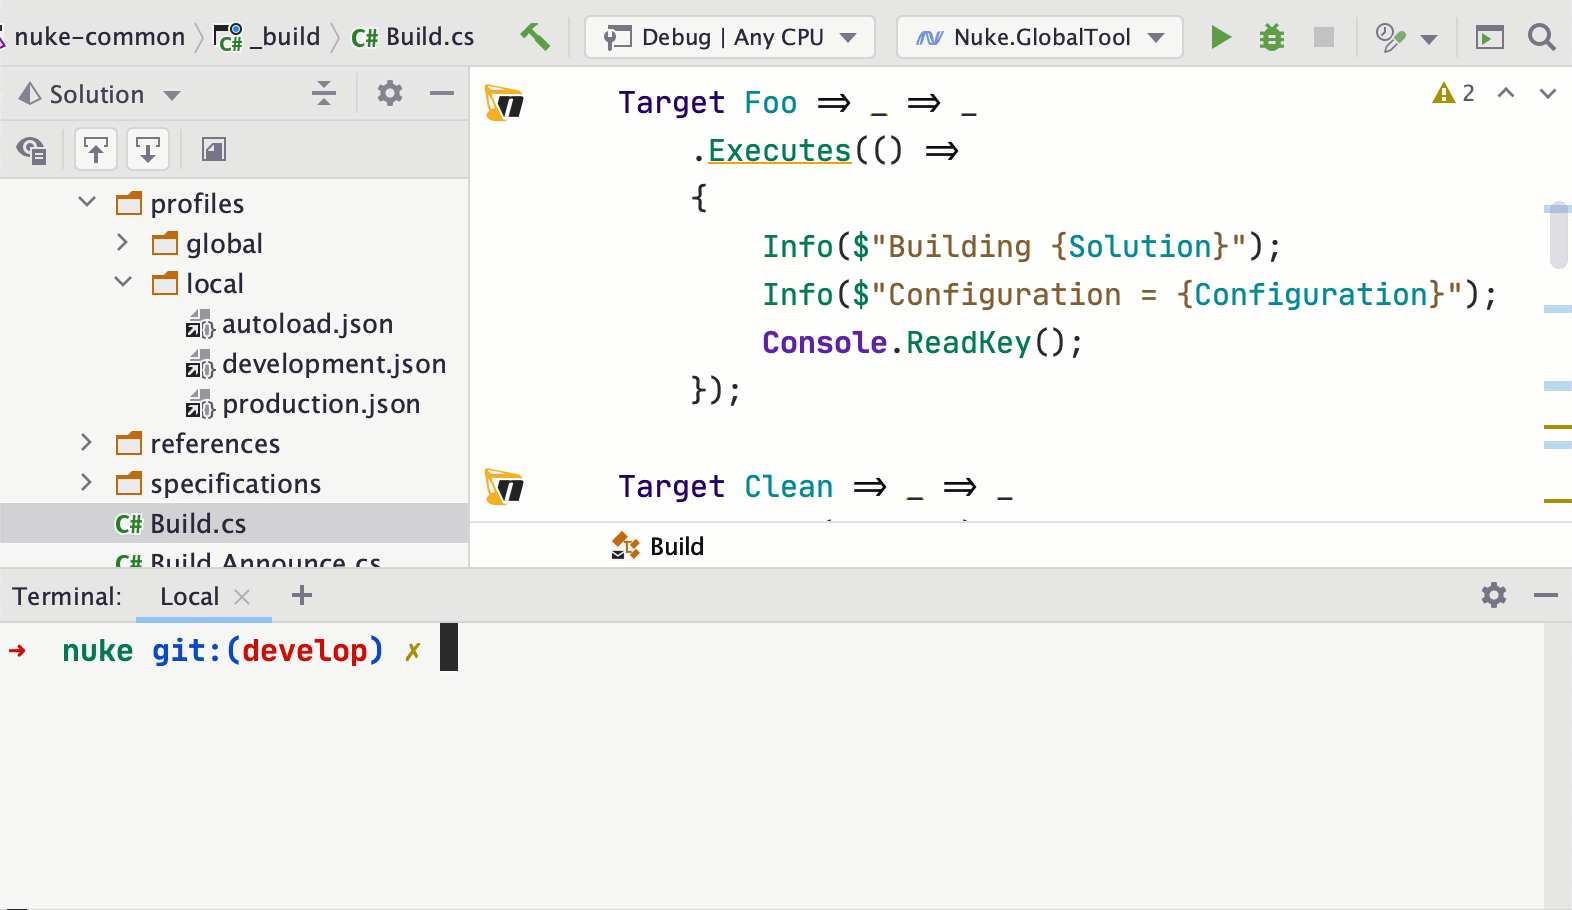 nuke-common _build C# Build.cs Debug | Any CPU Nuke.GlobalTool
Solution
profiles
global
local
autoload.json
development.json
production.json
references
specifications
C# Build.cs
C# Build.Announce.cs
2
Target Foo => _ => _
.Executes(() =>
{
Info($"Building {Solution}");
Info($"Configuration = {Configuration}");
Console.ReadKey();
});
Target Clean => _ => _
Build
Terminal: Local
➜ nuke git:(develop) ✗